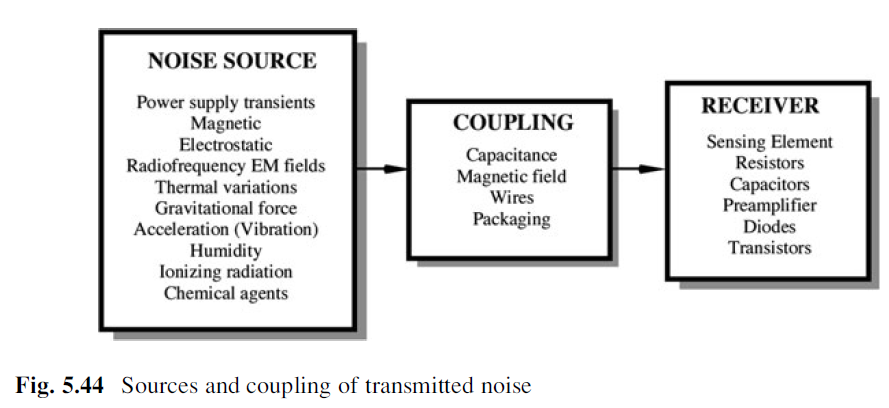 NOISE SOURCE
Power supply transients
Magnetic
Electrostatic
Radiofrequency EM fields
Thermal variations
Gravitational force
Acceleration (Vibration)
Humidity
Ionizing radiation
Chemical agents
COUPLING
Capacitance
Magnetic field
Wires
Packaging
RECEIVER
Sensing Element
Resistors
Capacitors
Preamplifier
Diodes
Transistors
Fig. 5.44 Sources and coupling of transmitted noise